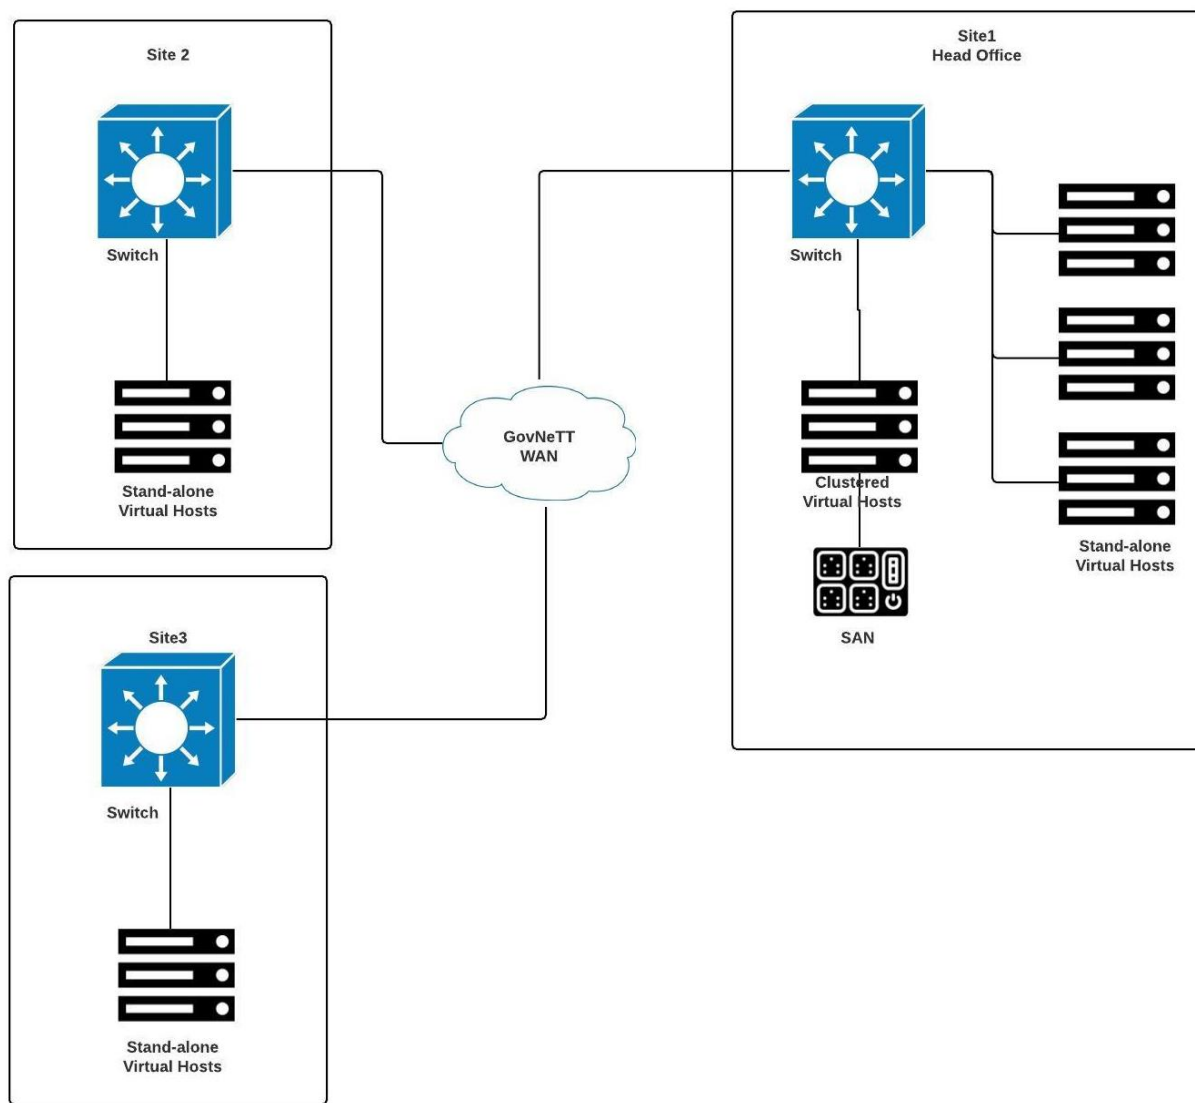 Site 2
Switch
Stand-alone
Virtual Hosts
Site1
Head Office
Switch
Clustered
Virtual Hosts
SAN
Stand-alone
Virtual Hosts
GovNeTT
WAN
Site3
Switch
Stand-alone
Virtual Hosts